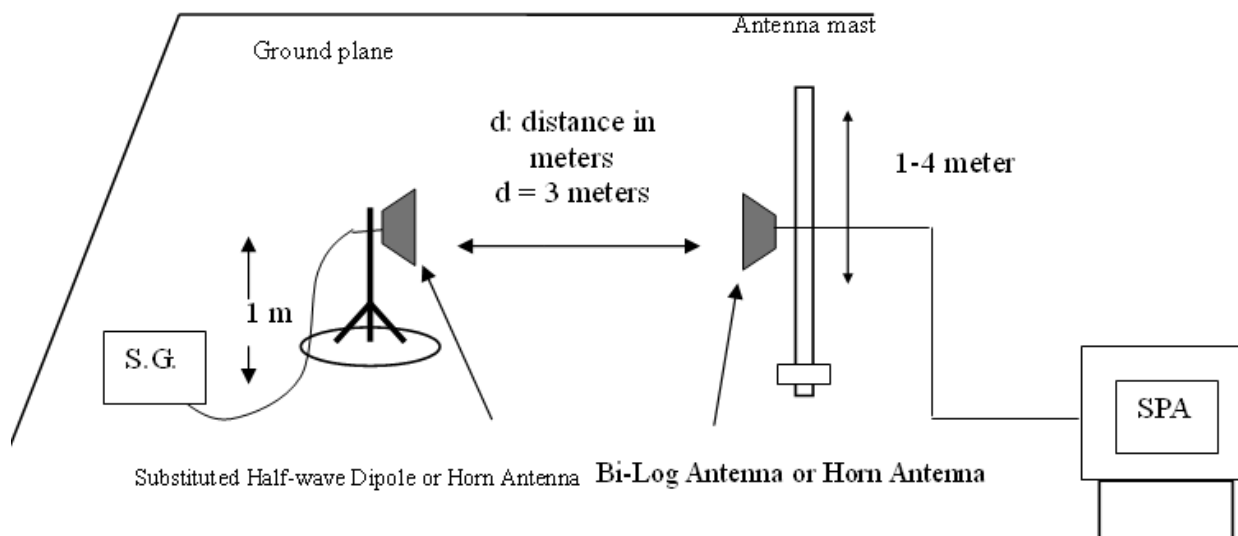 Antenna mast
Ground plane
d: distance in
meters
d = 3 meters
1-4 meter
1 m
S.G.
SPA
Substituted Half-wave Dipole or Horn Antenna
Bi-Log Antenna or Horn Antenna